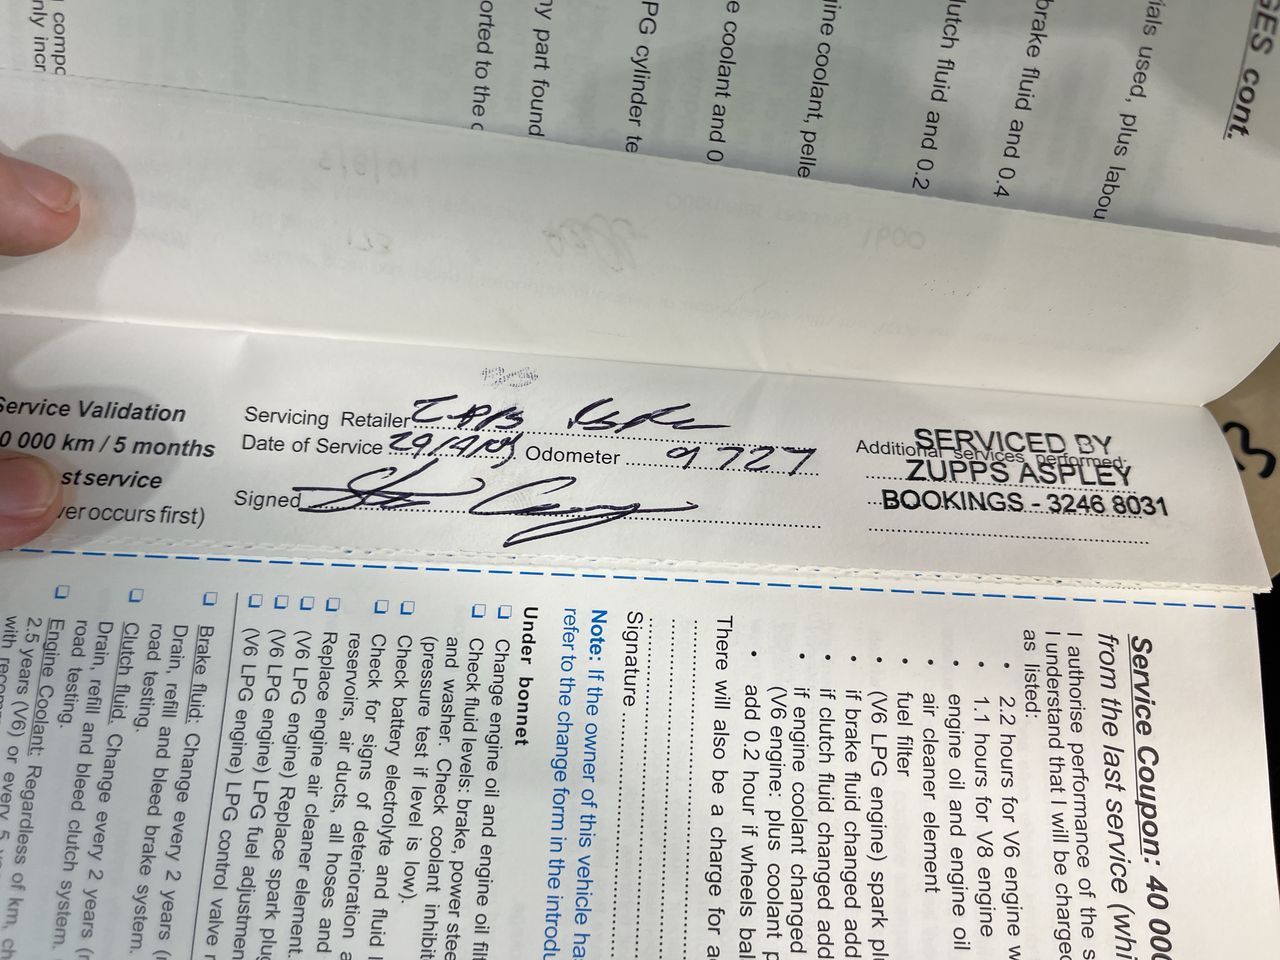 GES cont.
ials used, plus labou
brake fluid and 0.4
lutch fluid and 0.2
ine coolant, pelle
e coolant and 0
PG cylinder te
ny part found
orted to the
compo
nly incr
Service Validation
0 000 km / 5 months
st service
ver occurs first)
Servicing Retailer Zupps Aspley
Date of Service Odometer 9727
Signed
Additional services performed:
SERVICED BY
ZUPPS ASPLEY
BOOKINGS - 3246 8031
Service Coupon: 40 000
from the last service (whi
I authorise performance of the s
I understand that I will be charged
as listed:
• 2.2 hours for V6 engine w
• 1.1 hours for V8 engine
• engine oil and engine oil
• air cleaner element
• fuel filter
• (V6 LPG engine) spark plu
• if brake fluid changed add
• if clutch fluid changed add
• if engine coolant changed
(V6 engine: plus coolant p
• add 0.2 hour if wheels bal
There will also be a charge for a
Signature
Note: If the owner of this vehicle ha
refer to the change form in the introdu
Under bonnet
❑ Change engine oil and engine oil filt
❑ Check fluid levels: brake, power stee
and washer. Check coolant inhibit
(pressure test if level is low).
❑ Check battery electrolyte and fluid l
❑ Check for signs of deterioration a
reservoirs, air ducts, all hoses and
❑ Replace engine air cleaner element.
❑ (V6 LPG engine) Replace spark plug
❑ (V6 LPG engine) LPG fuel adjustmen
❑ (V6 LPG engine) LPG control valve r
❑ Brake fluid: Change every 2 years (
Drain, refill and bleed brake system.
road testing.
❑ Clutch fluid. Change every 2 years (r
Drain, refill and bleed clutch system.
road testing.
❑ Engine Coolant: Regardless of km, ch
2.5 years (V6) or every 5
with recom